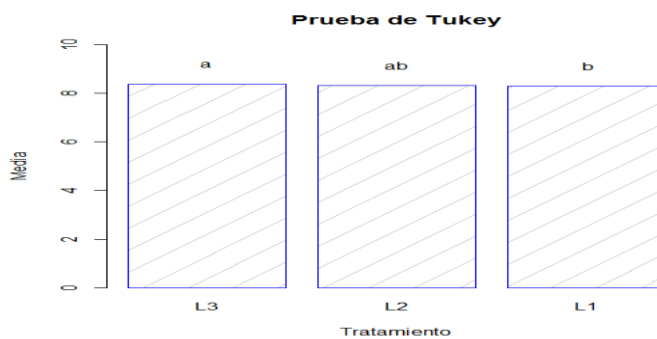 Prueba de Tukey
10
8
6
4
2
0
Media
a
ab
b
L3
L2
L1
Tratamiento